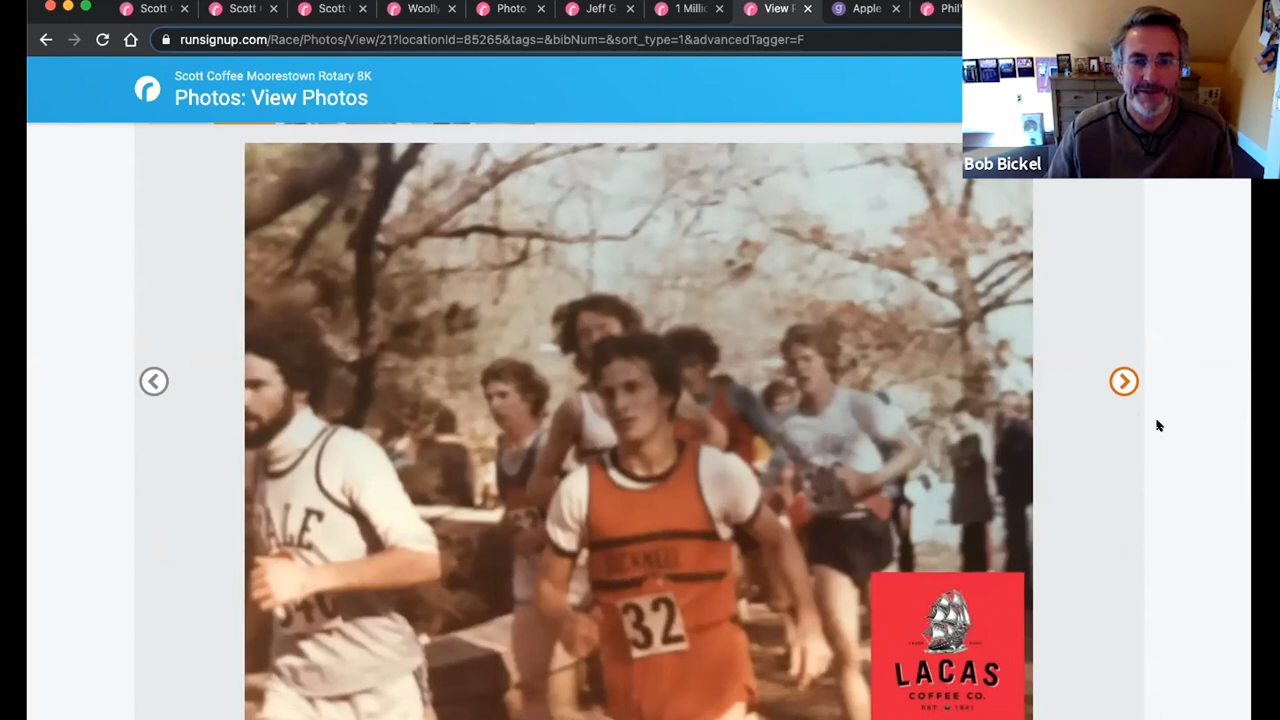 Scott
Scott
Scott
Woolly
Photo
Jeff G
1 Millio
View P
Apple
Phil'
runsignup.com/Race/Photos/View/21?locationId=85265&tags=&bibNum=&sort_type=1&advancedTagger=F
Scott Coffee Moorestown Rotary 8K
Photos: View Photos
Bob Bickel
ALE
32
LACAS
COFFEE CO.